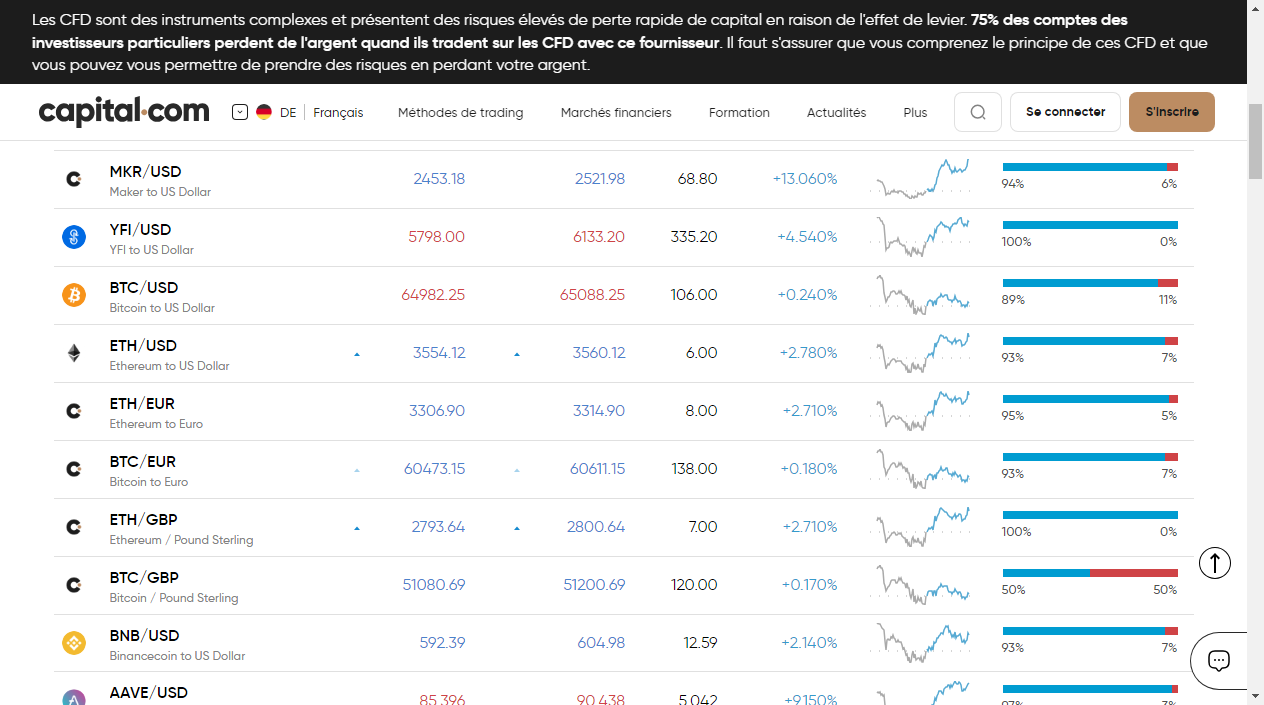 Les CFD sont des instruments complexes et présentent des risques élevés de perte rapide de capital en raison de l'effet de levier. 75% des comptes des
investisseurs particuliers perdent de l'argent quand ils tradent sur les CFD avec ce fournisseur. Il faut s'assurer que vous comprenez le principe de ces CFD et que
vous pouvez vous permettre de prendre des risques en perdant votre argent.
capital.com DE Français Méthodes de trading Marchés financiers Formation Actualités Plus Se connecter S'inscrire
MKR/USD 2453.18 2521.98 68.80 +13.060%
Maker to US Dollar 94% 6%
YFI/USD 5798.00 6133.20 335.20 +4.540%
YFI to US Dollar 100% 0%
BTC/USD 64982.25 65088.25 106.00 +0.240%
Bitcoin to US Dollar 89% 11%
ETH/USD 3554.12 3560.12 6.00 +2.780%
Ethereum to US Dollar 93% 7%
ETH/EUR 3306.90 3314.90 8.00 +2.710%
Ethereum to Euro 95% 5%
BTC/EUR 60473.15 60611.15 138.00 +0.180%
Bitcoin to Euro 93% 7%
ETH/GBP 2793.64 2800.64 7.00 +2.710%
Ethereum / Pound Sterling 100% 0%
BTC/GBP 51080.69 51200.69 120.00 +0.170%
Bitcoin / Pound Sterling 50% 50%
BNB/USD 592.39 604.98 12.59 +2.140%
Binancecoin to US Dollar 93% 7%
AAVE/USD 85.396 90.438 5.042 +9.150%
97% 3%